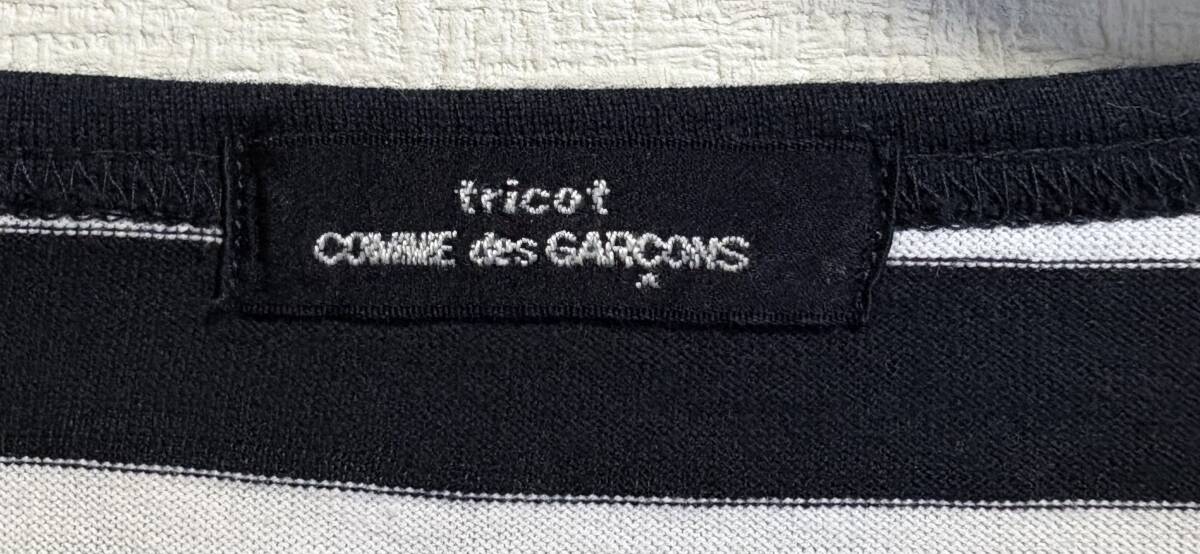 tricot
COMME des GARÇONS